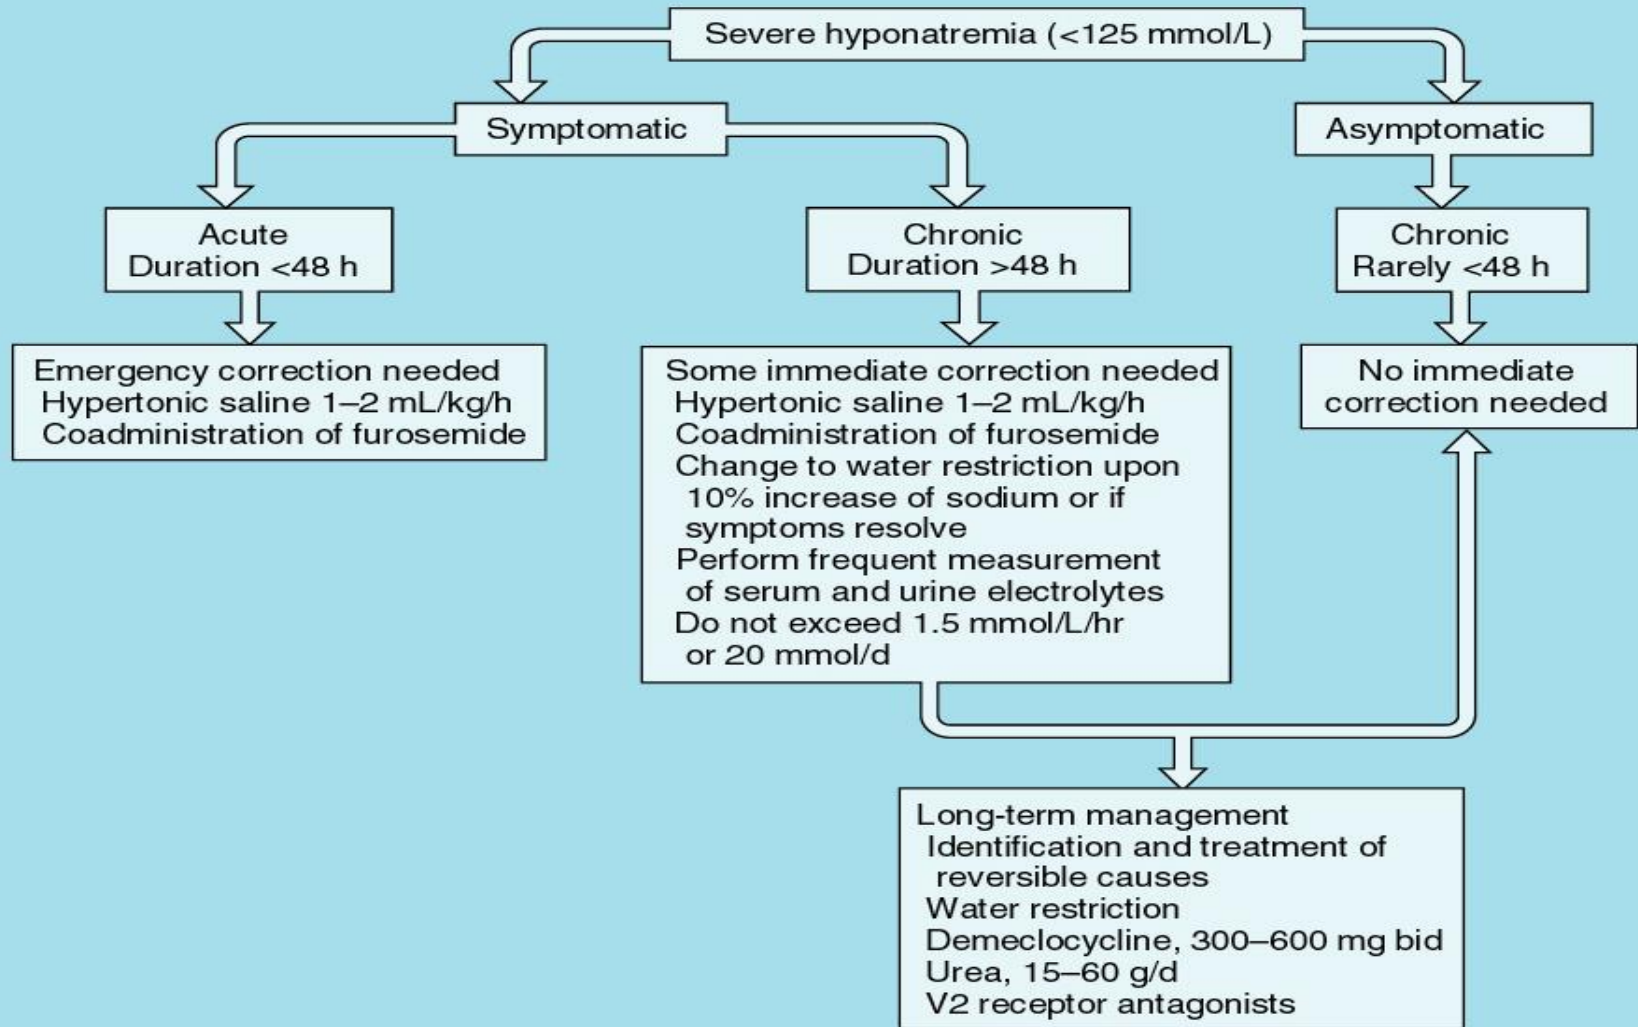 Severe hyponatremia (<125 mmol/L)
Symptomatic
Asymptomatic
Acute
Duration <48 h
Chronic
Duration >48 h
Chronic
Rarely <48 h
Emergency correction needed
Hypertonic saline 1–2 mL/kg/h
Coadministration of furosemide
Some immediate correction needed
Hypertonic saline 1–2 mL/kg/h
Coadministration of furosemide
Change to water restriction upon
10% increase of sodium or if
symptoms resolve
Perform frequent measurement
of serum and urine electrolytes
Do not exceed 1.5 mmol/L/hr
or 20 mmol/d
No immediate
correction needed
Long-term management
Identification and treatment of
reversible causes
Water restriction
Demeclocycline, 300–600 mg bid
Urea, 15–60 g/d
V2 receptor antagonists